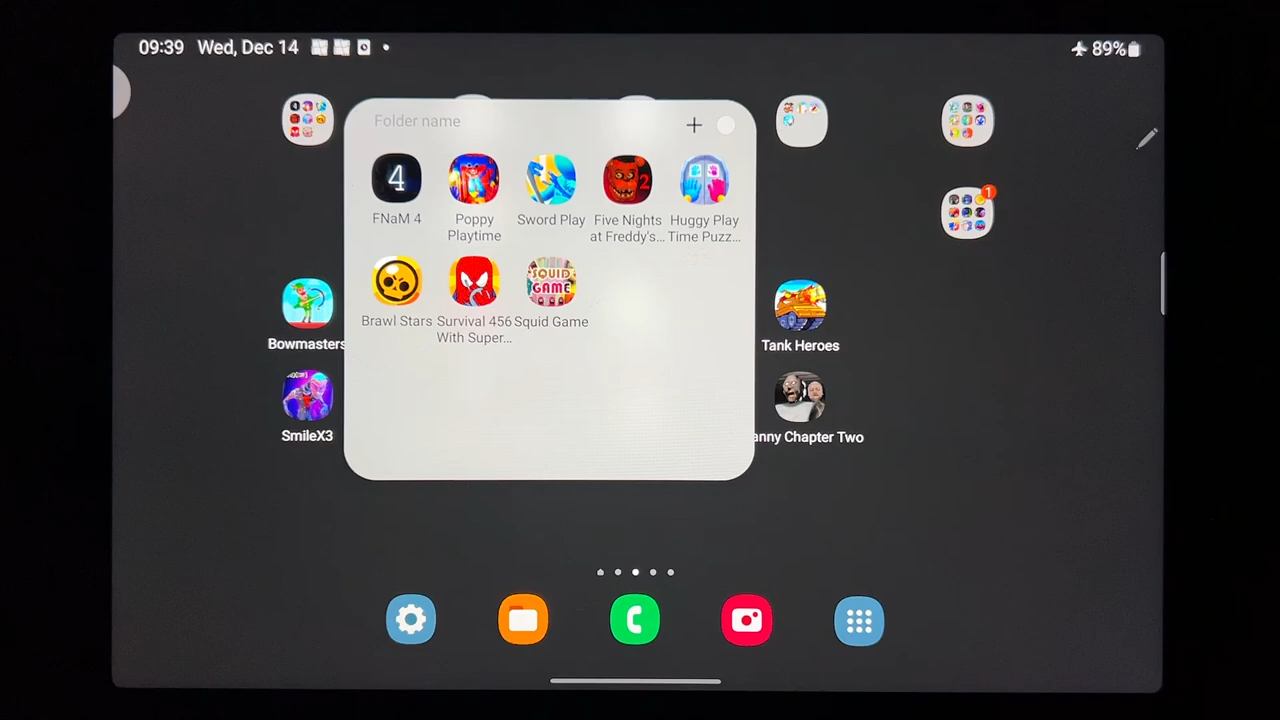 09:39 Wed, Dec 14
89%
Folder name
4
2
FNaM 4
Poppy
Playtime
Sword Play
Five Nights
at Freddy's...
Huggy Play
Time Puzz...
1
SQUID
GAME
Brawl Stars
Survival 456
With Super...
Squid Game
Bowmasters
Tank Heroes
SmileX3
anny Chapter Two